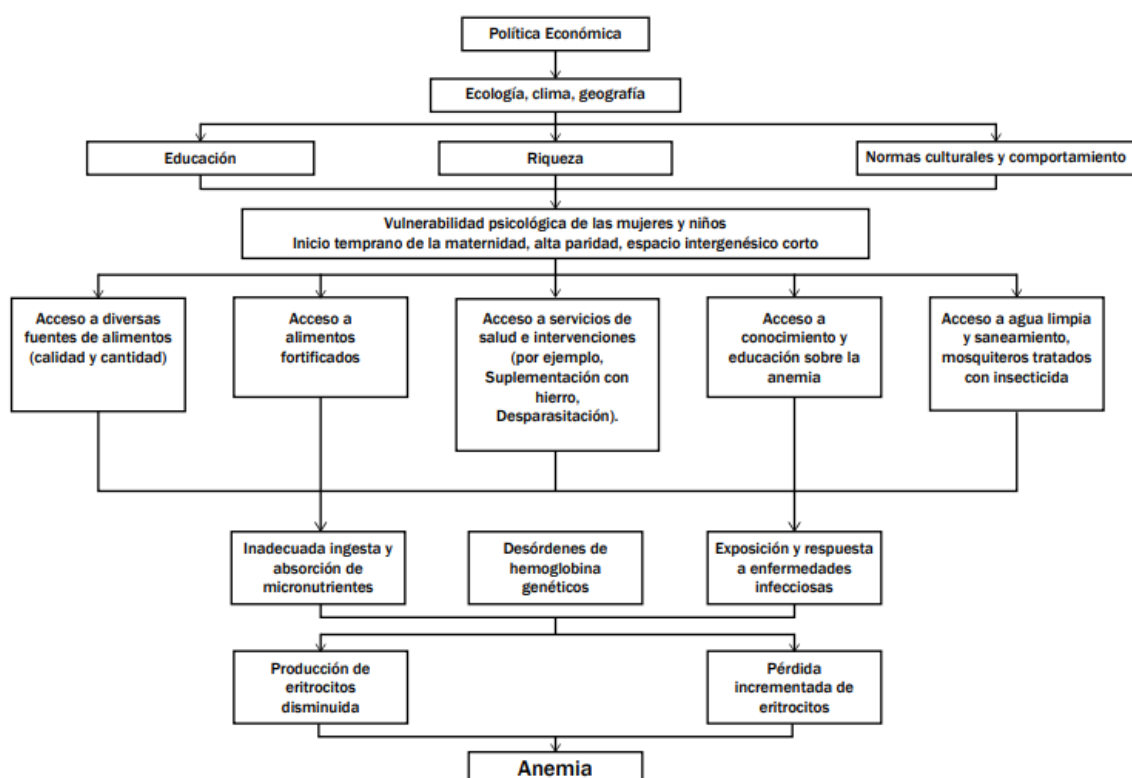 Política Económica
Ecología, clima, geografía
Educación
Riqueza
Normas culturales y comportamiento
Vulnerabilidad psicológica de las mujeres y niños
Inicio temprano de la maternidad, alta paridad, espacio intergenésico corto
Acceso a diversas
fuentes de alimentos
(calidad y cantidad)
Acceso a
alimentos
fortificados
Acceso a servicios de
salud e intervenciones
(por ejemplo,
Suplementación con
hierro,
Desparasitación).
Acceso a
conocimiento y
educación sobre la
anemia
Acceso a agua limpia
y saneamiento,
mosquiteros tratados
con insecticida
Inadecuada ingesta y
absorción de
micronutrientes
Desórdenes de
hemoglobina
genéticos
Exposición y respuesta
a enfermedades
infecciosas
Producción de
eritrocitos
disminuida
Pérdida
incrementada de
eritrocitos
Anemia